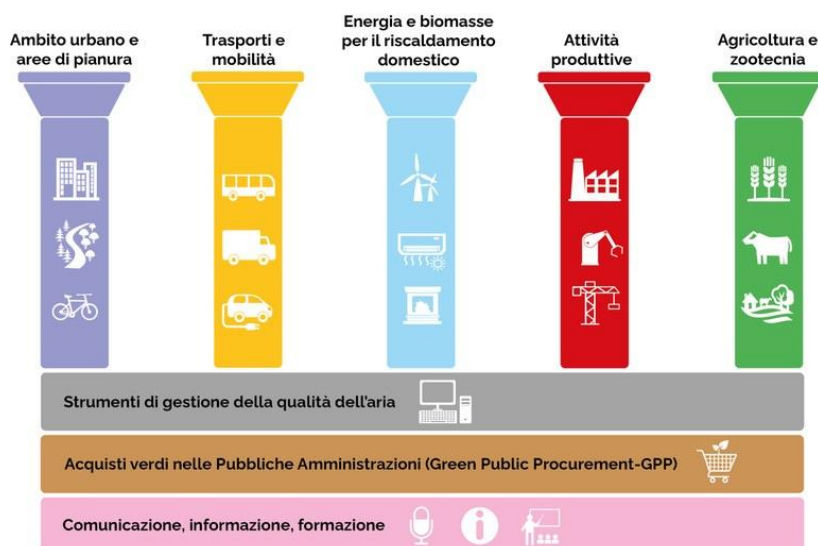 Ambito urbano e
aree di pianura
Trasporti e
mobilità
Energia e biomasse
per il riscaldamento
domestico
Attività
produttive
Agricoltura e
zootecnia
Strumenti di gestione della qualità dell'aria
Acquisti verdi nelle Pubbliche Amministrazioni (Green Public Procurement-GPP)
Comunicazione, informazione, formazione